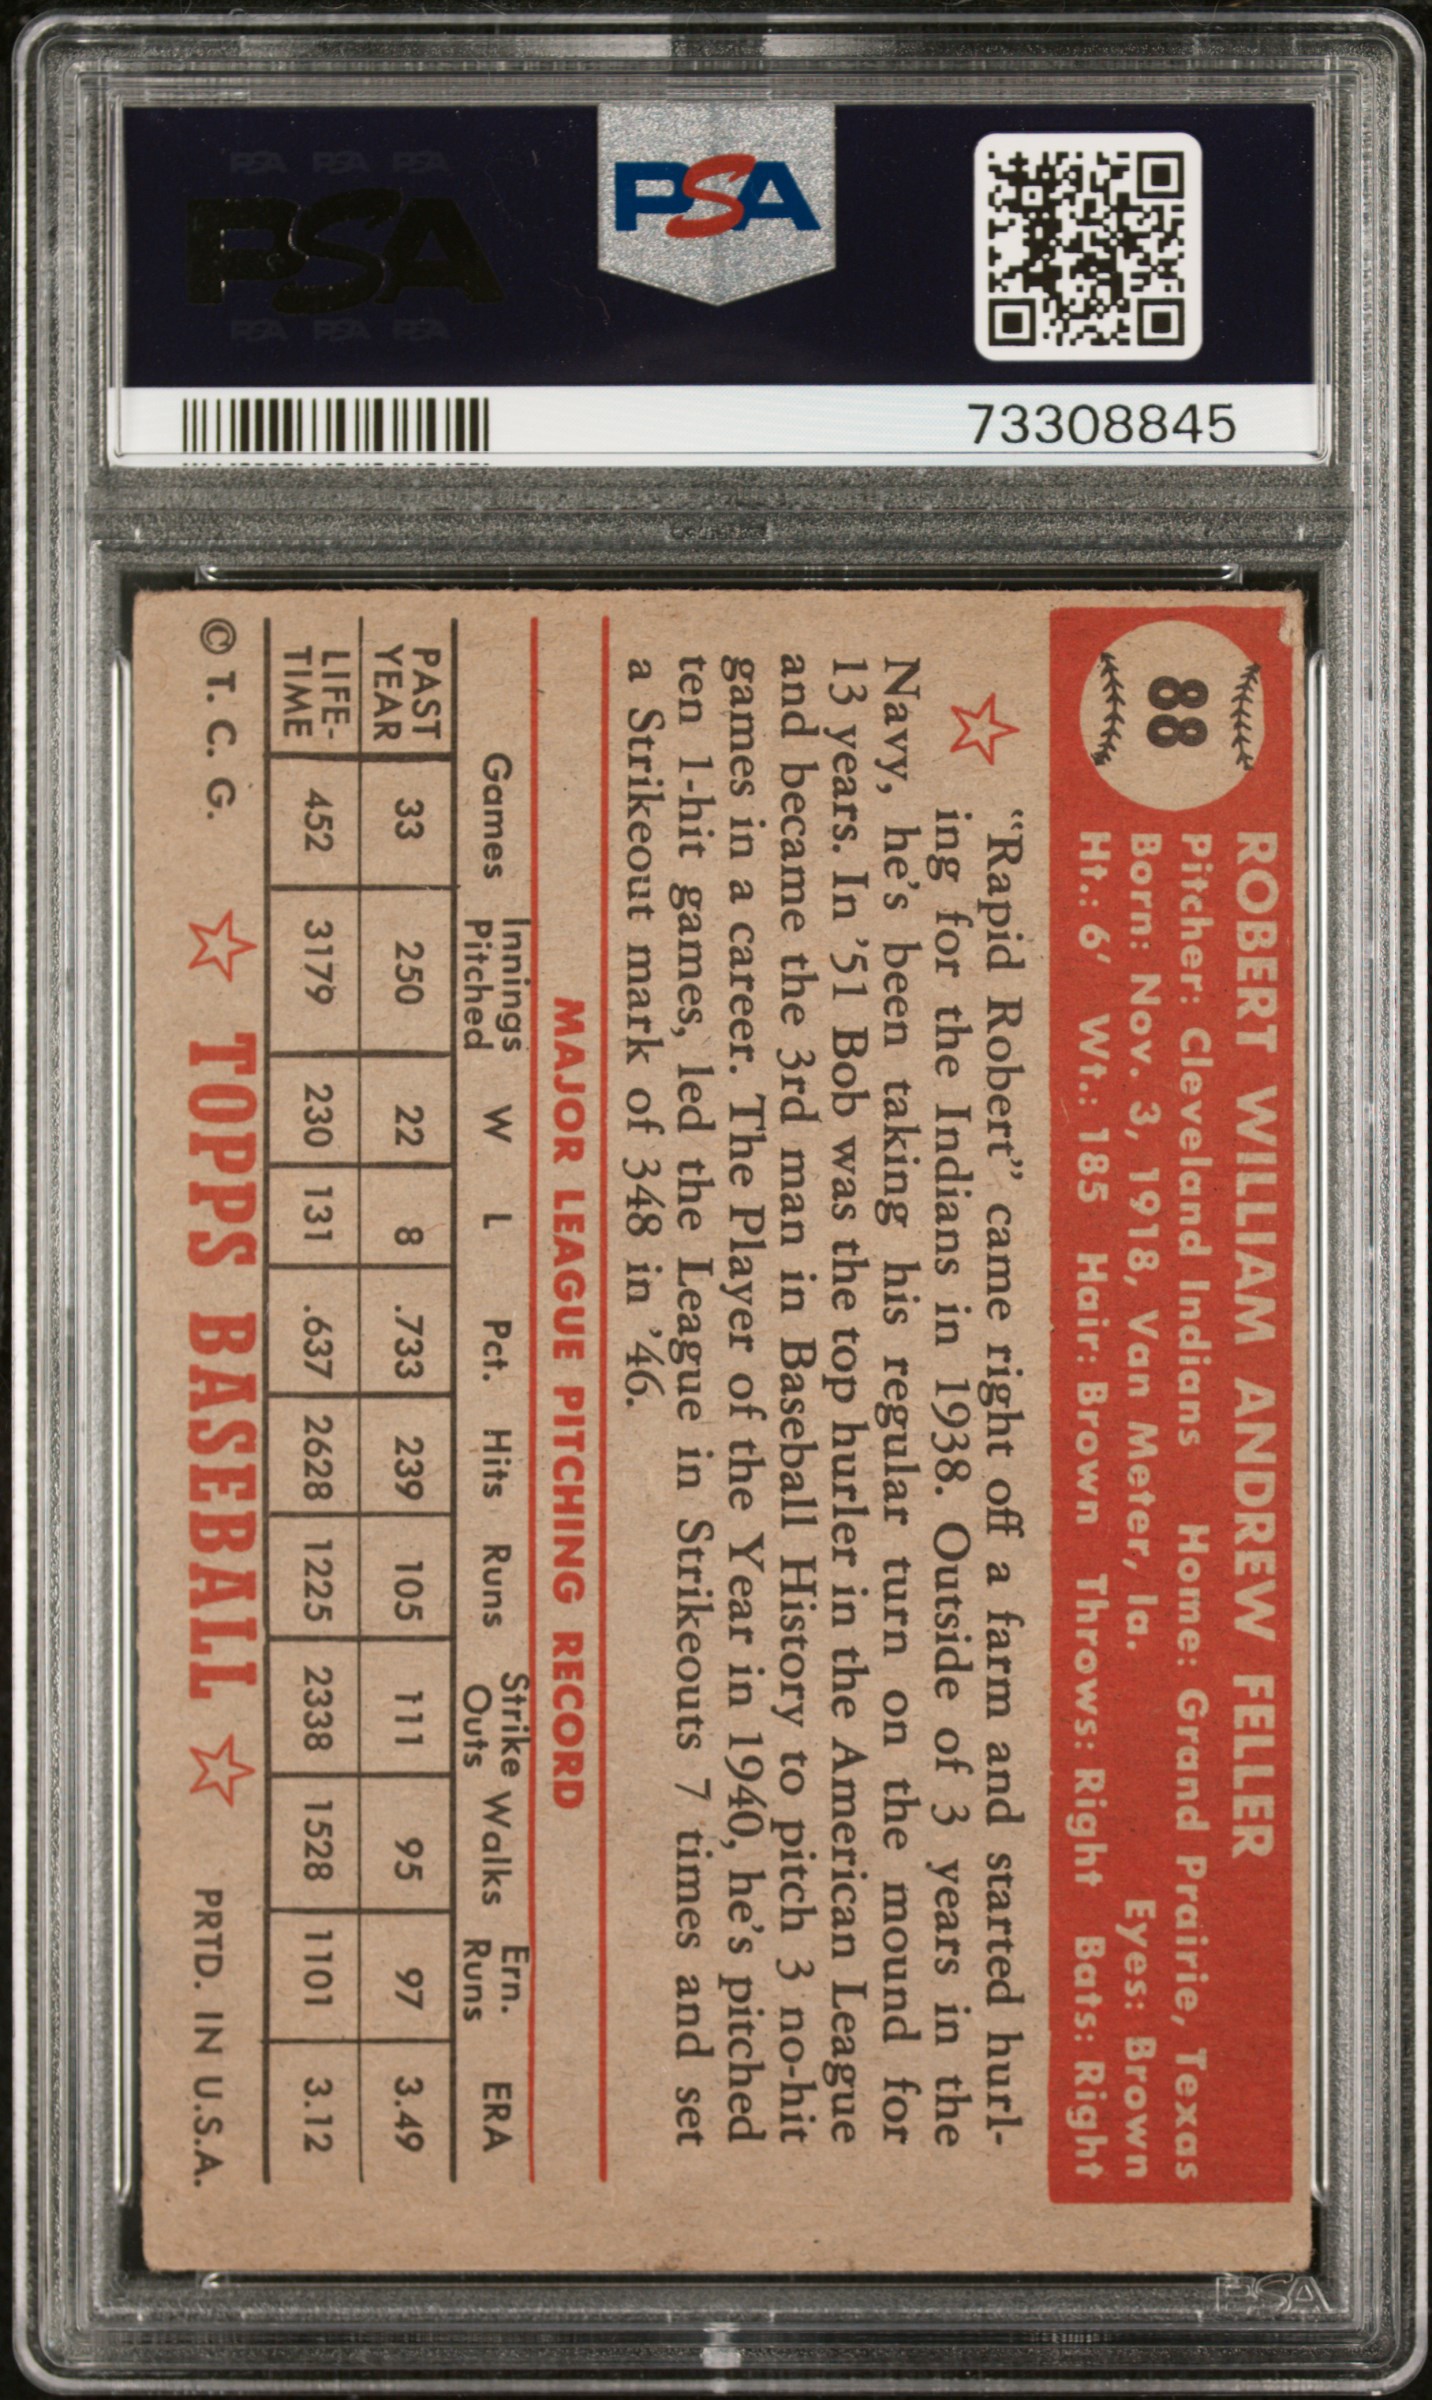 PSA PSA PSA
PSA
PSA PSA PSA
PSA
73308845
88
ROBERT WILLIAM ANDREW FELLER
Pitcher: Cleveland Indians Home: Grand Prairie, Texas
Born: Nov. 3, 1918, Van Meter, Ia. Eyes: Brown
Ht.: 6' Wt.: 185 Hair: Brown Throws: Right Bats: Right
"Rapid Robert" came right off a farm and started hurl-
ing for the Indians in 1938. Outside of 3 years in the
Navy, he's been taking his regular turn on the mound for
13 years. In '51 Bob was the top hurler in the American League
and became the 3rd man in Baseball History to pitch 3 no-hit
games in a career. The Player of the Year in 1940, he's pitched
ten 1-hit games, led the League in Strikeouts 7 times and set
a Strikeout mark of 348 in '46.
MAJOR LEAGUE PITCHING RECORD
Games Innings Pitched W L Pct. Hits Runs Strike Outs Walks Ern. Runs ERA
PAST YEAR 33 250 22 8 .733 239 105 111 95 97 3.49
LIFE-TIME 452 3179 230 131 .637 2628 1225 2338 1528 1101 3.12
© T. C. G. TOPPS BASEBALL PRTD. IN U.S.A.
PSA